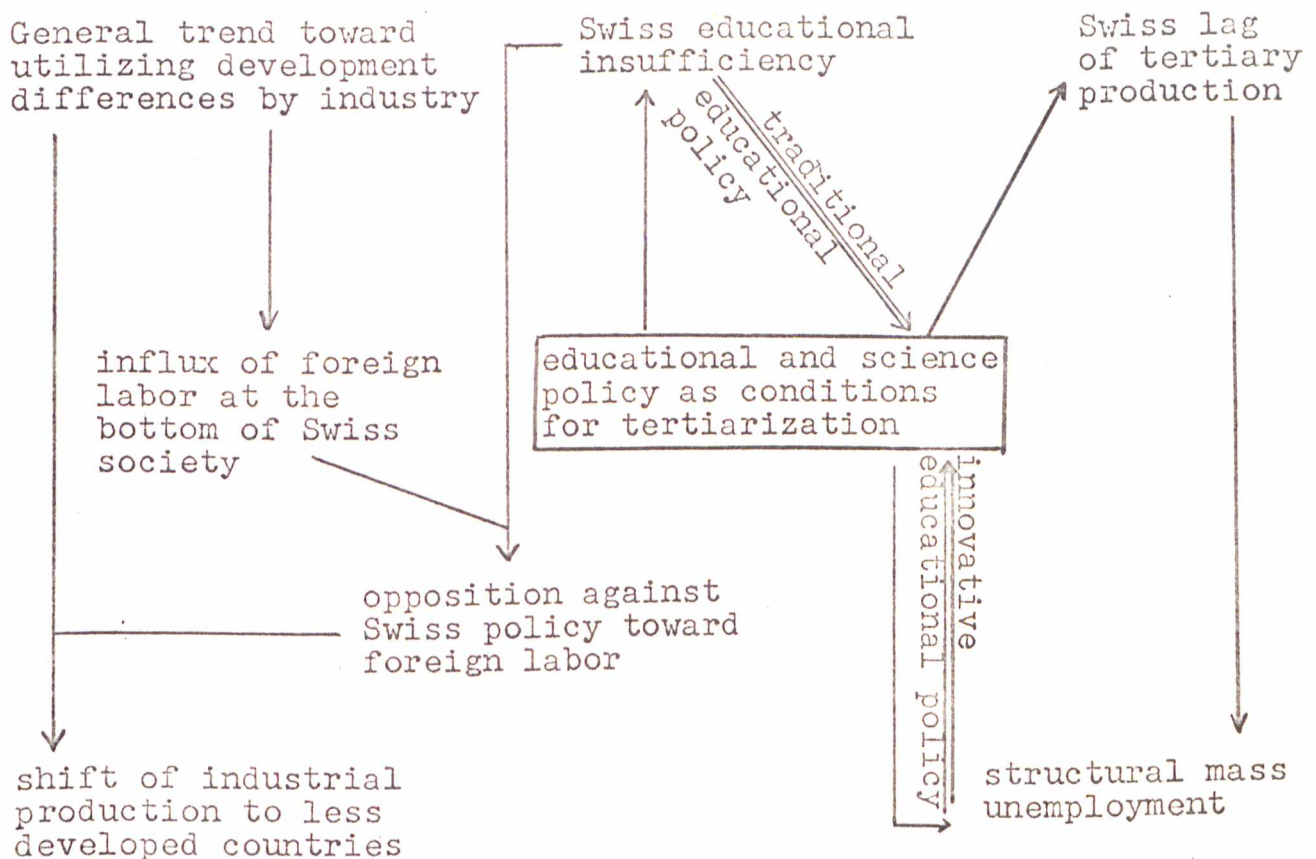 General trend toward
utilizing development
differences by industry
Swiss educational
insufficiency
Swiss lag
of tertiary
production
traditional
educational
policy
influx of foreign
labor at the
bottom of Swiss
society
educational and science
policy as conditions
for tertiarization
innovative
educational policy
opposition against
Swiss policy toward
foreign labor
shift of industrial
production to less
developed countries
structural mass
unemployment